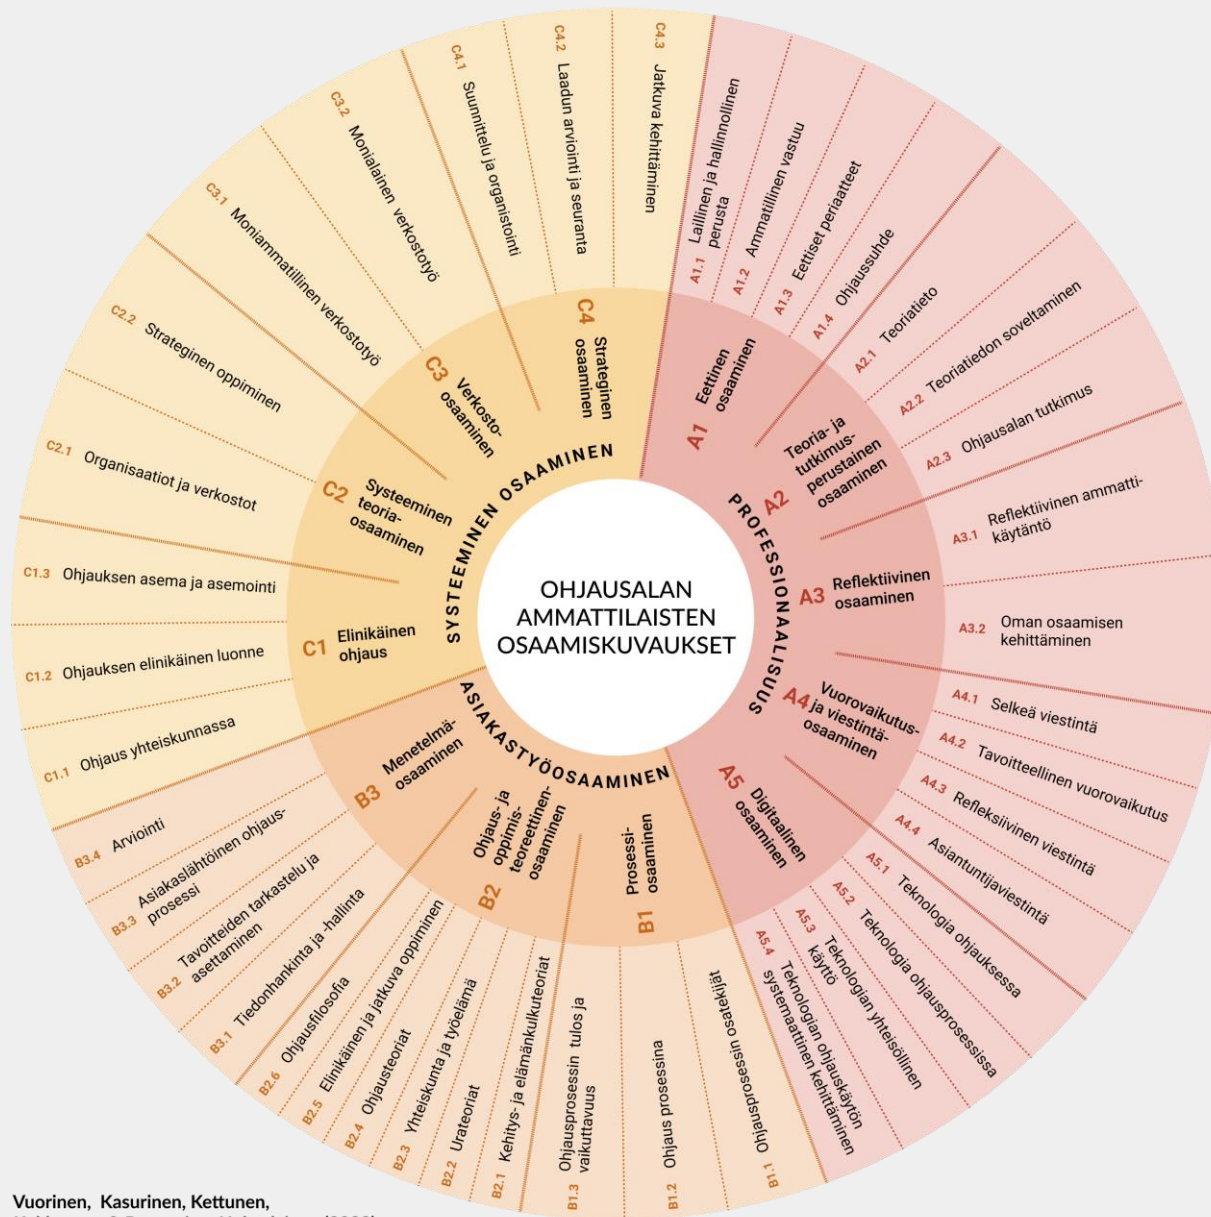 OHJAUSALAN
AMMATTILAISTEN
OSAAMISKUVAUKSET
PROFESSIONAALISUUS
A1 Eettinen
osaaminen
A1.1 Laillinen ja hallinnollinen
perusta
A1.2 Ammatillinen vastuu
A1.3 Eettiset periaatteet
A1.4 Ohjaussuhde
A2 Teoria- ja
tutkimus-
perustainen
osaaminen
A2.1 Teoriatieto
A2.2 Teoriatiedon soveltaminen
A2.3 Ohjausalan tutkimus
A3 Reflektiivinen
osaaminen
A3.1 Reflektiivinen ammatti-
käytäntö
A3.2 Oman osaamisen
kehittäminen
A4 Vuorovaikutus-
ja viestintä-
osaaminen
A4.1 Selkeä viestintä
A4.2 Tavoitteellinen vuorovaikutus
A4.3 Refleksiivinen viestintä
A4.4 Asiantuntijaviestintä
A5 Digitaalinen
osaaminen
A5.1 Teknologia ohjauksessa
A5.2 Teknologia ohjausprosessissa
A5.3 Teknologian yhteisöllinen
käyttö
A5.4 Teknologian ohjauskäytön
systemaattinen kehittäminen
ASIAKASTYÖOSAAMINEN
B1 Prosessi-
osaaminen
B1.1 Ohjausprosessin osatekijät
B1.2 Ohjaus prosessina
B1.3 Ohjausprosessin tulos ja
vaikuttavuus
B2 Ohjaus- ja
oppimis-
teoreettinen-
osaaminen
B2.1 Kehitys- ja elämänkulkuteoriat
B2.2 Urateoriat
B2.3 Yhteiskunta ja työelämä
B2.4 Ohjausteoriat
B2.5 Elinikäinen ja jatkuva oppiminen
B2.6 Ohjausfilosofia
B3 Menetelmä-
osaaminen
B3.1 Tiedonhankinta ja -hallinta
B3.2 Tavoitteiden tarkastelu ja
asettaminen
B3.3 Asiakaslähtöinen ohjaus-
prosessi
B3.4 Arviointi
SYSTEEMINEN OSAAMINEN
C1 Elinikäinen
ohjaus
C1.1 Ohjaus yhteiskunnassa
C1.2 Ohjauksen elinikäinen luonne
C1.3 Ohjauksen asema ja asemointi
C2 Systeeminen
teoria-
osaaminen
C2.1 Organisaatiot ja verkostot
C2.2 Strateginen oppiminen
C3 Verkosto-
osaaminen
C3.1 Moniammatillinen verkostotyö
C3.2 Monialainen verkostotyö
C4 Strateginen
osaaminen
C4.1 Suunnittelu ja organistointi
C4.2 Laadun arviointi ja seuranta
C4.3 Jatkuva kehittäminen
Vuorinen, Kasurinen, Kettunen,